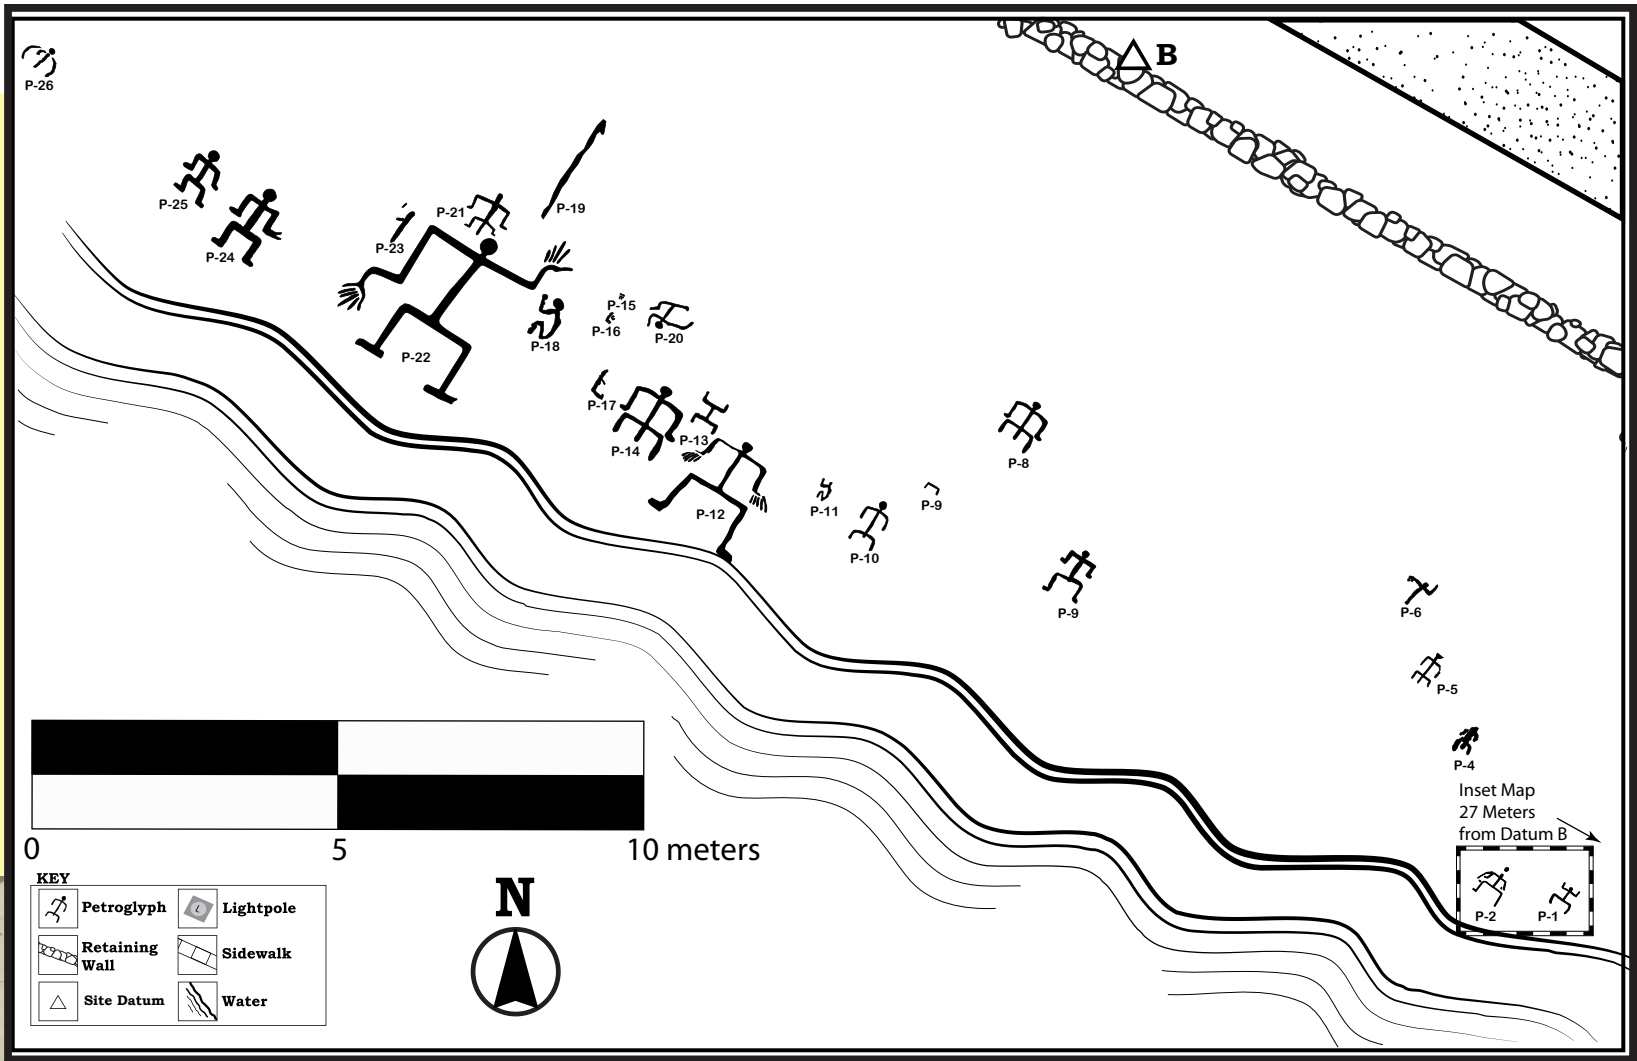 B
P-26
P-25
P-24
P-23
P-21
P-19
P-22
P-18
P-15
P-16
P-20
P-17
P-14
P-13
P-12
P-11
P-10
P-9
P-8
P-9
P-6
P-5
P-4
Inset Map
27 Meters
from Datum B
P-2
P-1
0 5 10 meters
KEY
Petroglyph
Lightpole
L
Retaining
Wall
Sidewalk
Site Datum
Water
N